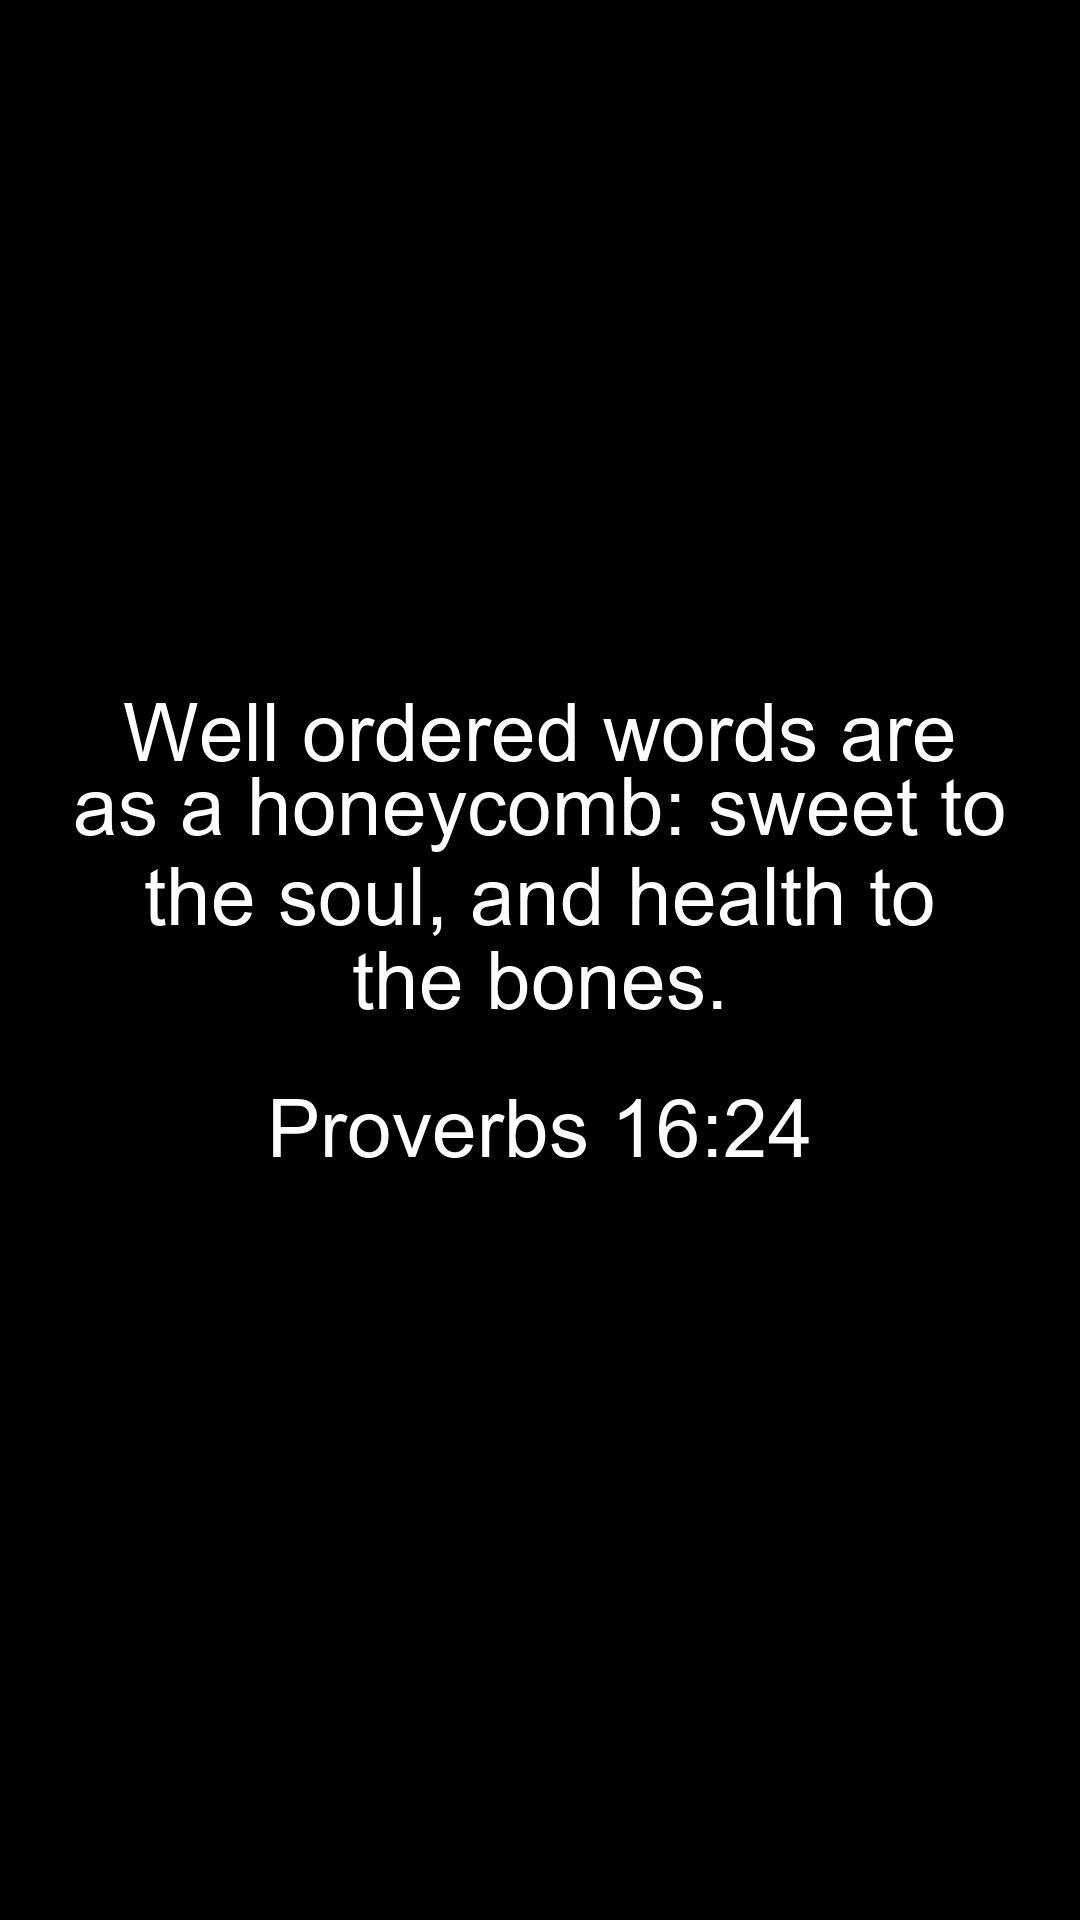 Well ordered words are
as a honeycomb: sweet to
the soul, and health to
the bones.
Proverbs 16:24